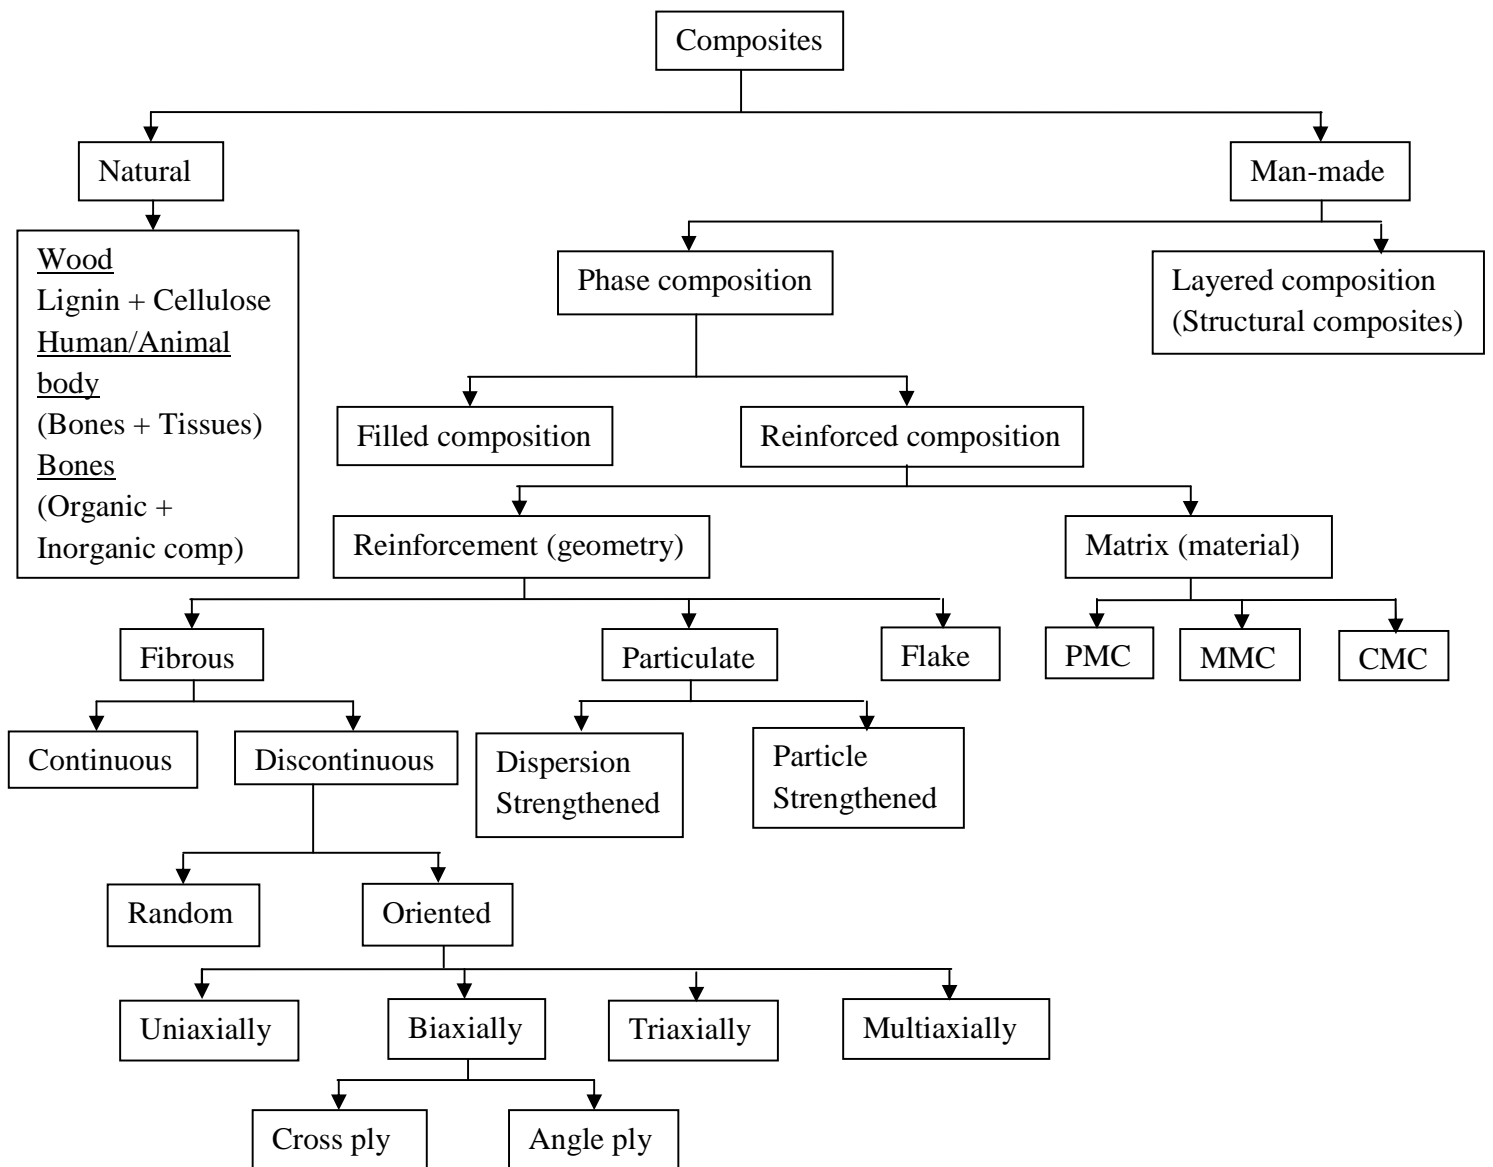 Composites
Natural
Man-made
Wood
Lignin + Cellulose
Human/Animal
body
(Bones + Tissues)
Bones
(Organic +
Inorganic comp)
Phase composition
Layered composition
(Structural composites)
Filled composition
Reinforced composition
Reinforcement (geometry)
Matrix (material)
Fibrous
Particulate
Flake
PMC
MMC
CMC
Continuous
Discontinuous
Dispersion
Strengthened
Particle
Strengthened
Random
Oriented
Uniaxially
Biaxially
Triaxially
Multiaxially
Cross ply
Angle ply